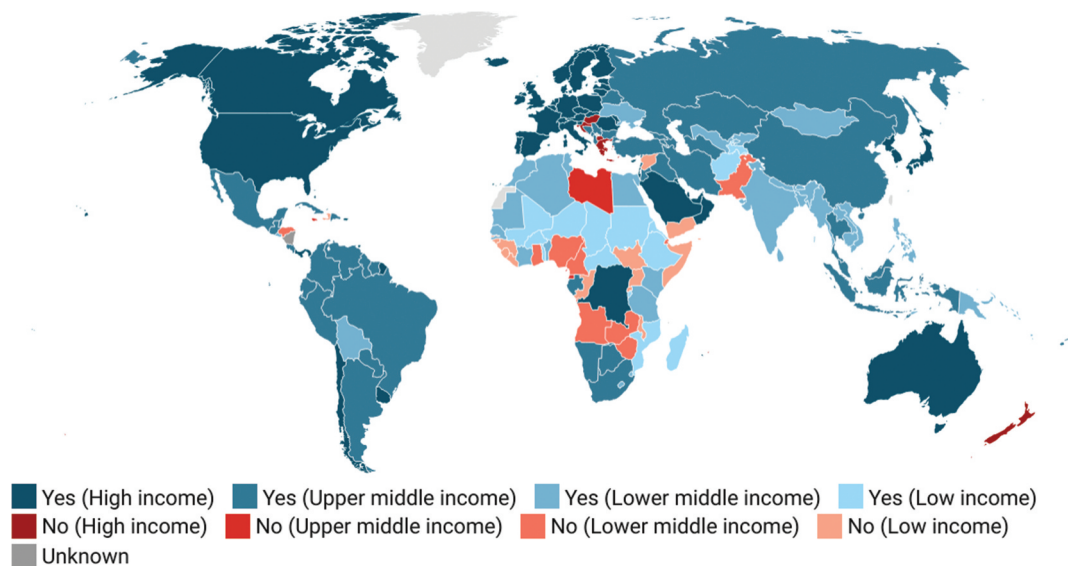 Yes (High income) Yes (Upper middle income) Yes (Lower middle income) Yes (Low income)
No (High income) No (Upper middle income) No (Lower middle income) No (Low income)
Unknown